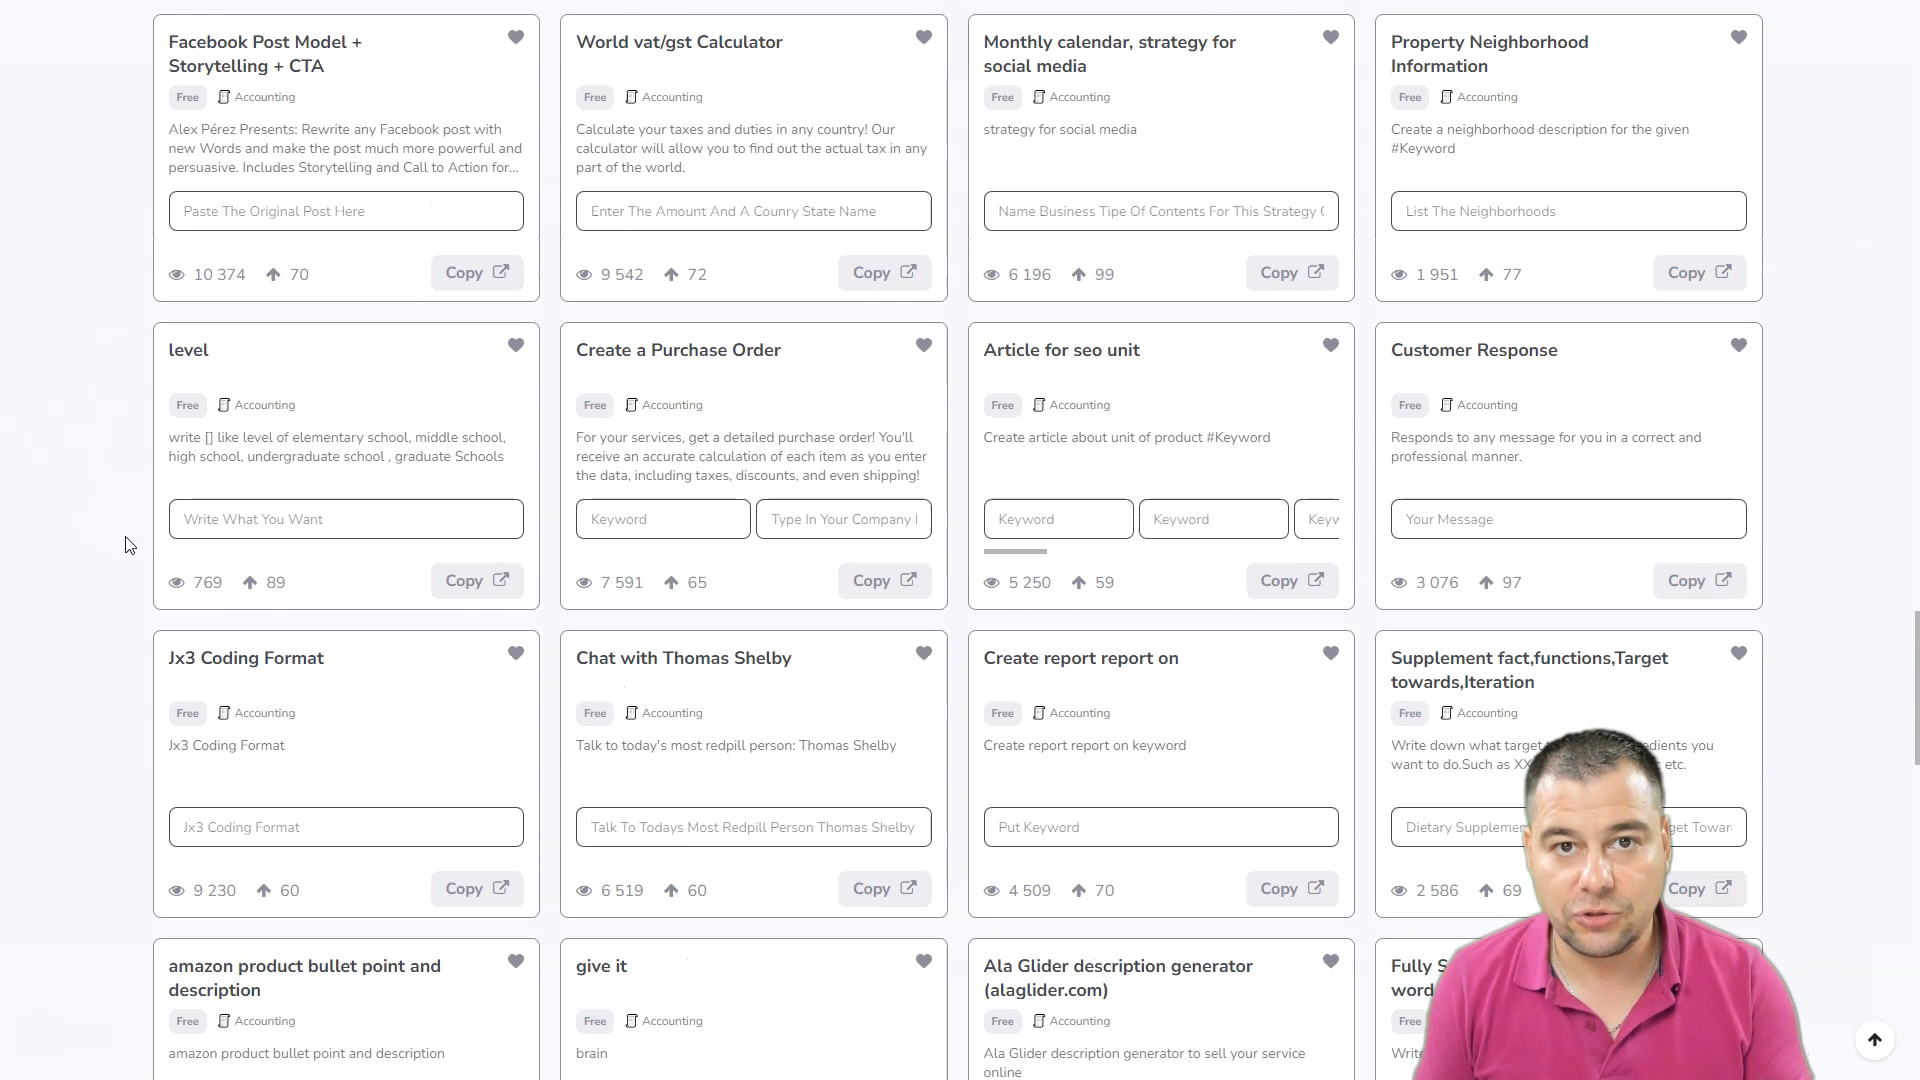 Facebook Post Model +
Storytelling + CTA
Free Accounting
Alex Pérez Presents: Rewrite any Facebook post with
new Words and make the post much more powerful and
persuasive. Includes Storytelling and Call to Action for...
Paste The Original Post Here
10 374 70 Copy
World vat/gst Calculator
Free Accounting
Calculate your taxes and duties in any country! Our
calculator will allow you to find out the actual tax in any
part of the world.
Enter The Amount And A Counry State Name
9 542 72 Copy
Monthly calendar, strategy for
social media
Free Accounting
strategy for social media
Name Business Tipe Of Contents For This Strategy
6 196 99 Copy
Property Neighborhood
Information
Free Accounting
Create a neighborhood description for the given
#Keyword
List The Neighborhoods
1 951 77 Copy
level
Free Accounting
write [] like level of elementary school, middle school,
high school, undergraduate school , graduate Schools
Write What You Want
769 89 Copy
Create a Purchase Order
Free Accounting
For your services, get a detailed purchase order! You'll
receive an accurate calculation of each item as you enter
the data, including taxes, discounts, and even shipping!
Keyword Type In Your Company
7 591 65 Copy
Article for seo unit
Free Accounting
Create article about unit of product #Keyword
Keyword Keyword Keyw
5 250 59 Copy
Customer Response
Free Accounting
Responds to any message for you in a correct and
professional manner.
Your Message
3 076 97 Copy
Jx3 Coding Format
Free Accounting
Jx3 Coding Format
Jx3 Coding Format
9 230 60 Copy
Chat with Thomas Shelby
Free Accounting
Talk to today's most redpill person: Thomas Shelby
Talk To Todays Most Redpill Person Thomas Shelby
6 519 60 Copy
Create report report on
Free Accounting
Create report report on keyword
Put Keyword
4 509 70 Copy
Supplement fact,functions,Target
towards,Iteration
Free Accounting
Write down what target you
want to do.Such as etc.
Dietary
2 586 69 Copy
amazon product bullet point and
description
Free Accounting
amazon product bullet point and description
give it
Free Accounting
brain
Ala Glider description generator
(alaglider.com)
Free Accounting
Ala Glider description generator to sell your service
online
Fully
Free